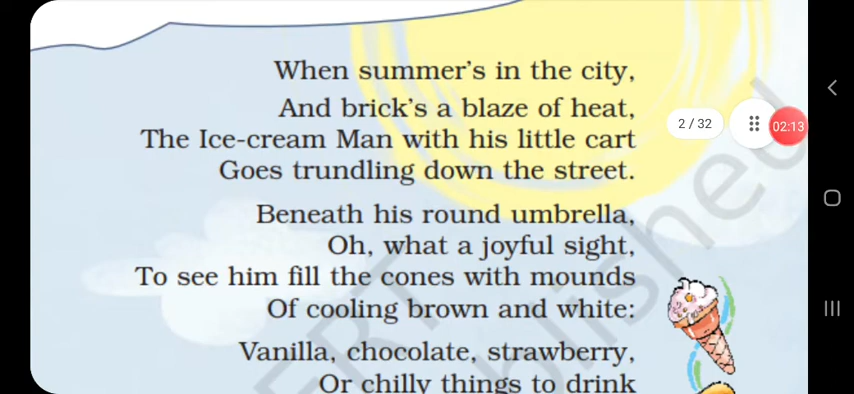 When summer's in the city,
And brick's a blaze of heat,
The Ice-cream Man with his little cart
Goes trundling down the street.
Beneath his round umbrella,
Oh, what a joyful sight,
To see him fill the cones with mounds
Of cooling brown and white:
Vanilla, chocolate, strawberry,
Or chilly things to drink
2 / 32
02:13